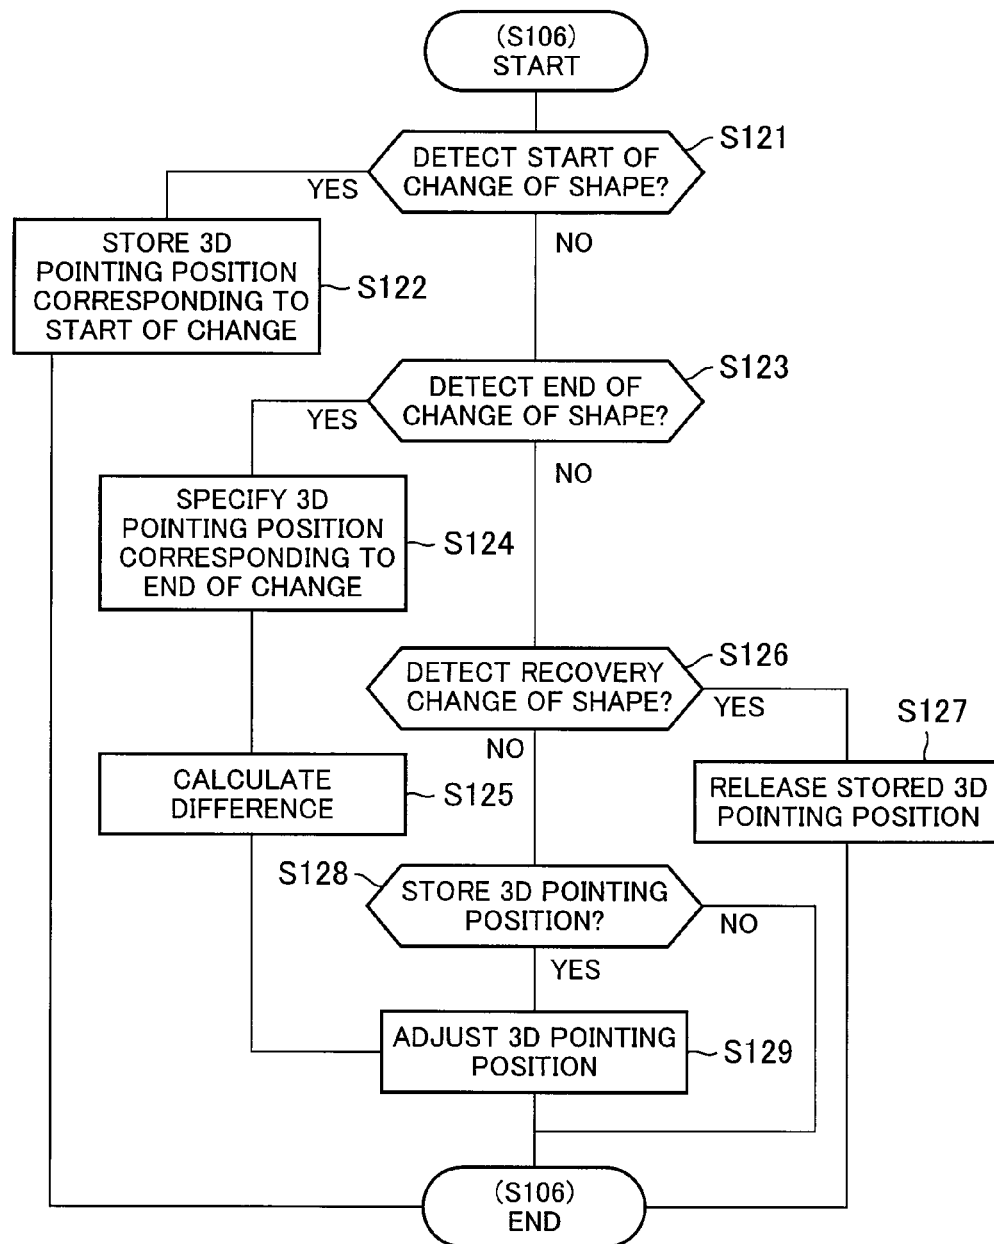 (S106)
START
DETECT START OF
CHANGE OF SHAPE?
S121
YES
NO
STORE 3D
POINTING POSITION
CORRESPONDING TO
START OF CHANGE
S122
DETECT END OF
CHANGE OF SHAPE?
S123
YES
NO
SPECIFY 3D
POINTING POSITION
CORRESPONDING TO
END OF CHANGE
S124
DETECT RECOVERY
CHANGE OF SHAPE?
S126
YES
NO
S127
RELEASE STORED 3D
POINTING POSITION
CALCULATE
DIFFERENCE
S125
S128
STORE 3D POINTING
POSITION?
NO
YES
ADJUST 3D POINTING
POSITION
S129
(S106)
END